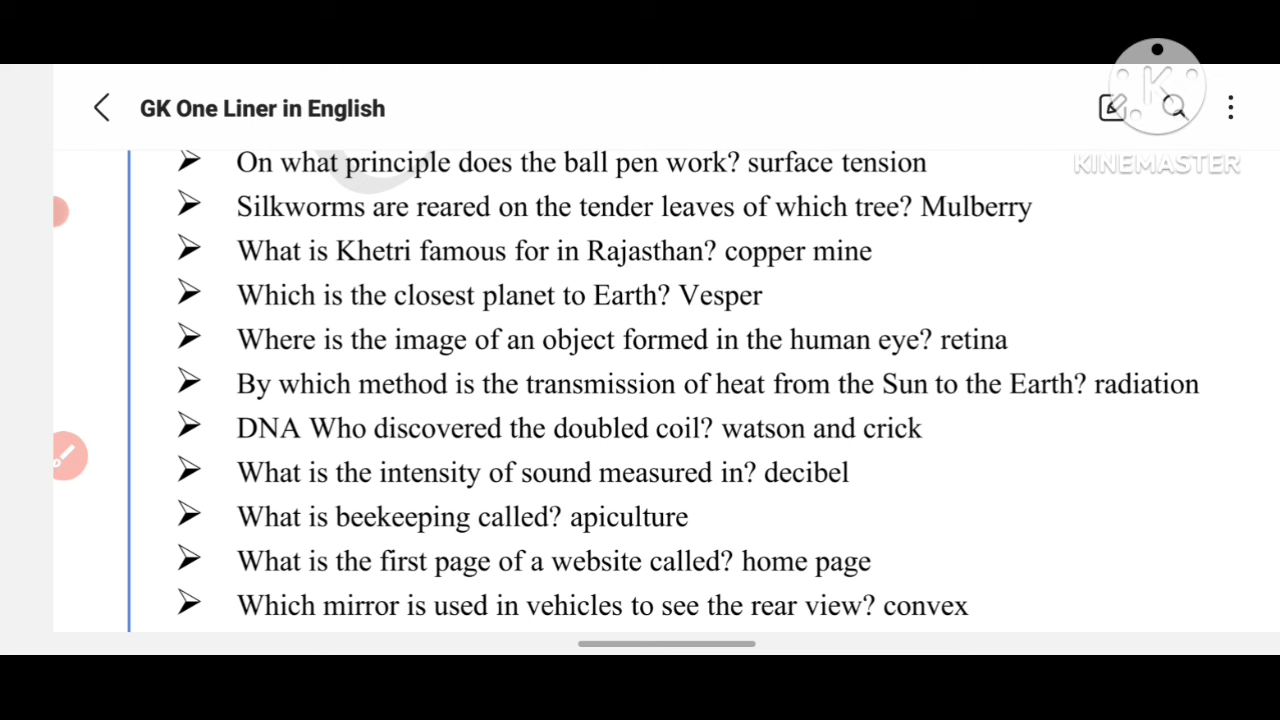 GK One Liner in English
KINEMASTER
On what principle does the ball pen work? surface tension
Silkworms are reared on the tender leaves of which tree? Mulberry
What is Khetri famous for in Rajasthan? copper mine
Which is the closest planet to Earth? Vesper
Where is the image of an object formed in the human eye? retina
By which method is the transmission of heat from the Sun to the Earth? radiation
DNA Who discovered the doubled coil? watson and crick
What is the intensity of sound measured in? decibel
What is beekeeping called? apiculture
What is the first page of a website called? home page
Which mirror is used in vehicles to see the rear view? convex